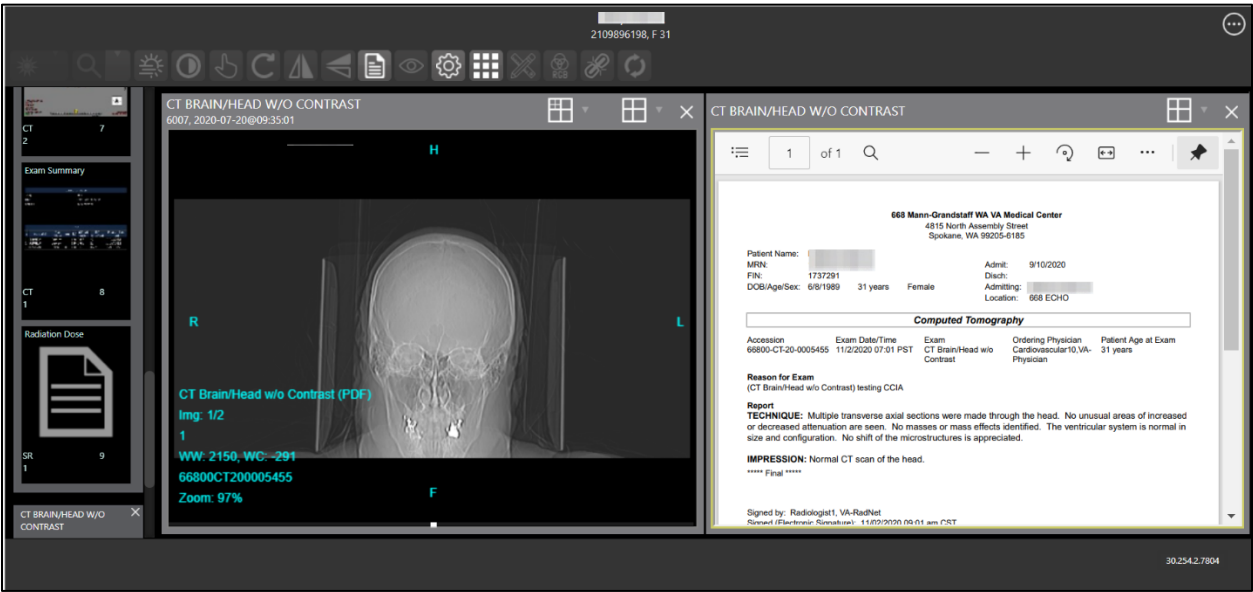 2109896198, F 31
RGB
CT 7
2
Exam Summary
CT 8
1
Radiation Dose
SR 9
1
CT BRAIN/HEAD W/O
CONTRAST
CT BRAIN/HEAD W/O CONTRAST
6007, 2020-07-20@09:35:01
H
R
L
CT Brain/Head w/o Contrast (PDF)
Img: 1/2
1
WW: 2150, WC: -291
66800CT200005455
Zoom: 97%
F
CT BRAIN/HEAD W/O CONTRAST
1 of 1
668 Mann-Grandstaff WA VA Medical Center
4815 North Assembly Street
Spokane, WA 99205-6185
Patient Name:
MRN: Admit: 9/10/2020
FIN: 1737291 Disch:
DOB/Age/Sex: 6/8/1989 31 years Female Admitting:
Location: 668 ECHO
Computed Tomography
Accession Exam Date/Time Exam Ordering Physician Patient Age at Exam
66800-CT-20-0005455 11/2/2020 07:01 PST CT Brain/Head w/o Cardiovascular10,VA- 31 years
Contrast Physician
Reason for Exam
(CT Brain/Head w/o Contrast) testing CCIA
Report
TECHNIQUE: Multiple transverse axial sections were made through the head. No unusual areas of increased
or decreased attenuation are seen. No masses or mass effects identified. The ventricular system is normal in
size and configuration. No shift of the microstructures is appreciated.
IMPRESSION: Normal CT scan of the head.
***** Final *****
Signed by: Radiologist1, VA-RadNet
Signed (Electronic Signature): 11/02/2020 09:01 am CST
30.254.2.7804